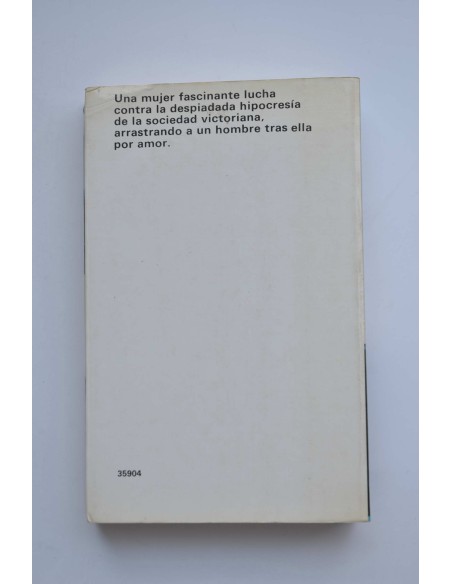 Una mujer fascinante lucha
contra la despiadada hipocresía
de la sociedad victoriana,
arrastrando a un hombre tras ella
por amor.
35904